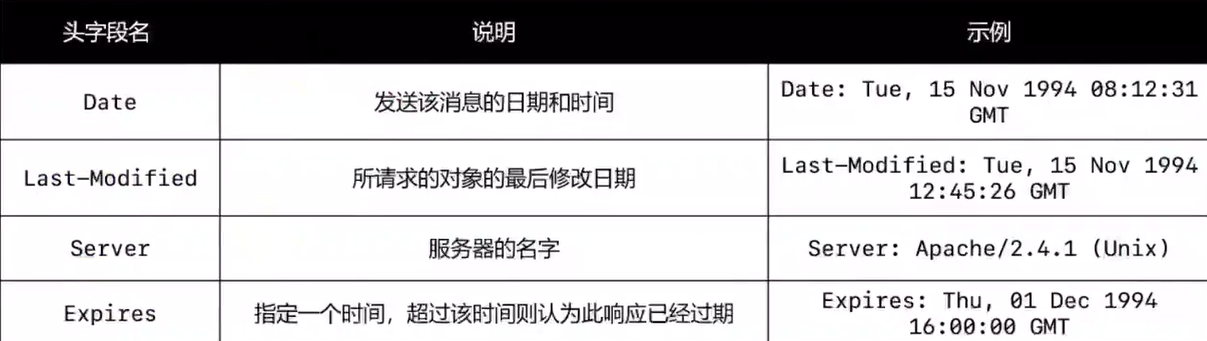 头字段名 说明 示例
Date 发送该消息的日期和时间 Date: Tue, 15 Nov 1994 08:12:31
GMT
Last-Modified 所请求的对象的最后修改日期 Last-Modified: Tue, 15 Nov 1994
12:45:26 GMT
Server 服务器的名字 Server: Apache/2.4.1 (Unix)
Expires 指定一个时间，超过该时间则认为此响应已经过期 Expires: Thu, 01 Dec 1994
16:00:00 GMT